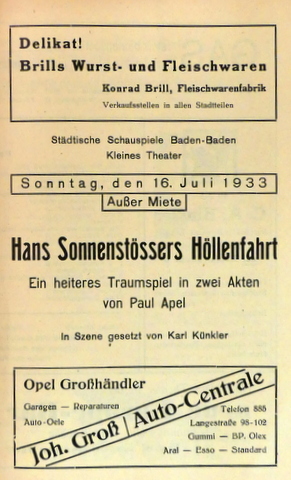 Delikat!
Brills Wurst- und Fleischwaren
Konrad Brill, Fleischwarenfabrik
Verkaufsstellen in allen Stadtteilen
Städtische Schauspiele Baden-Baden
Kleines Theater
Sonntag, den 16. Juli 1933
Außer Miete
Hans Sonnenstössers Höllenfahrt
Ein heiteres Traumspiel in zwei Akten
von Paul Apel
In Szene gesetzt von Karl Künkler
Opel Großhändler
Garagen — Reparaturen
Auto-Oele
Joh. Groß | Auto-Centrale
Telefon 885
Langestraße 98-102
Gummi — BP. Olex
Aral — Esso — Standard